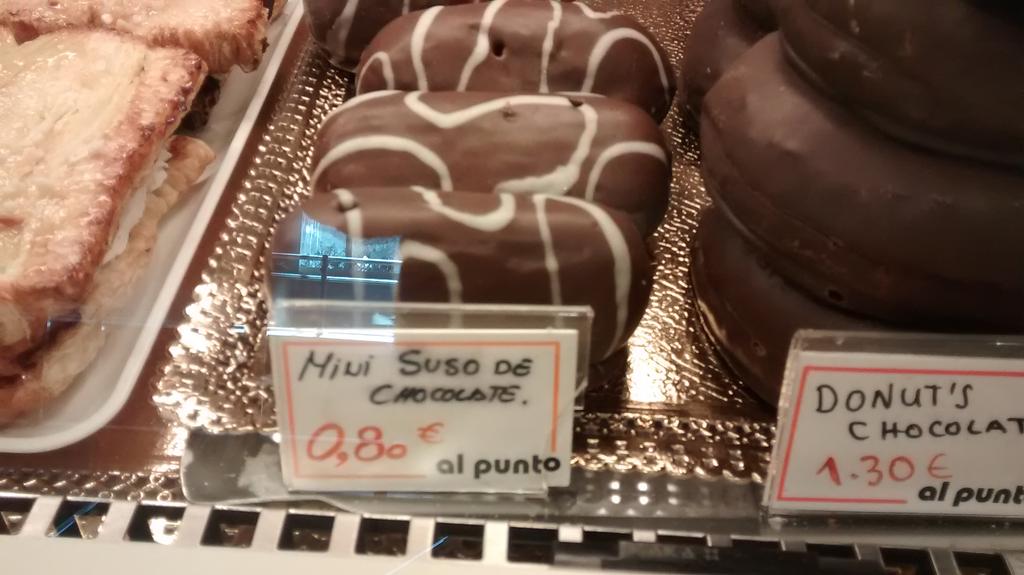 MINI SUSO DE
CHOCOLATE.
0,80 €
al punto
DONUT'S
CHOCOLAT
1.30 €
al punt